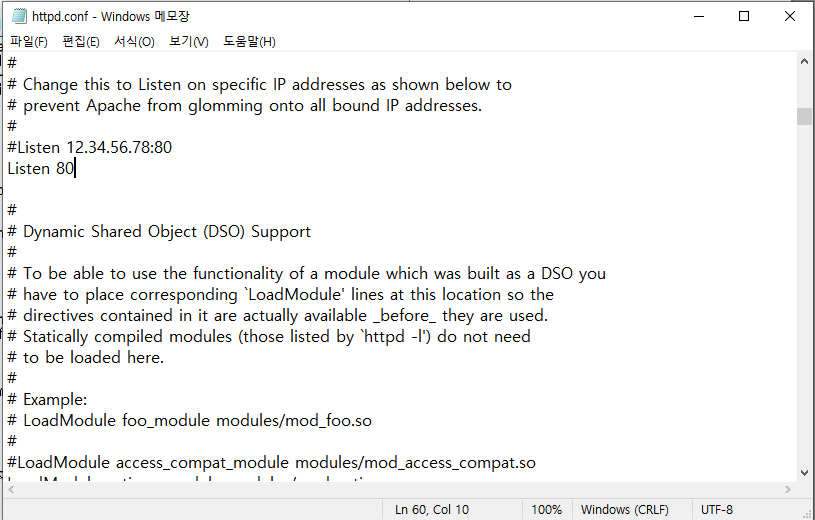 httpd.conf - Windows 메모장
파일(F) 편집(E) 서식(O) 보기(V) 도움말(H)
#
# Change this to Listen on specific IP addresses as shown below to
# prevent Apache from glomming onto all bound IP addresses.
#
#Listen 12.34.56.78:80
Listen 80
#
# Dynamic Shared Object (DSO) Support
#
# To be able to use the functionality of a module which was built as a DSO you
# have to place corresponding `LoadModule' lines at this location so the
# directives contained in it are actually available _before_ they are used.
# Statically compiled modules (those listed by `httpd -l') do not need
# to be loaded here.
#
# Example:
# LoadModule foo_module modules/mod_foo.so
#
#LoadModule access_compat_module modules/mod_access_compat.so
Ln 60, Col 10 100% Windows (CRLF) UTF-8